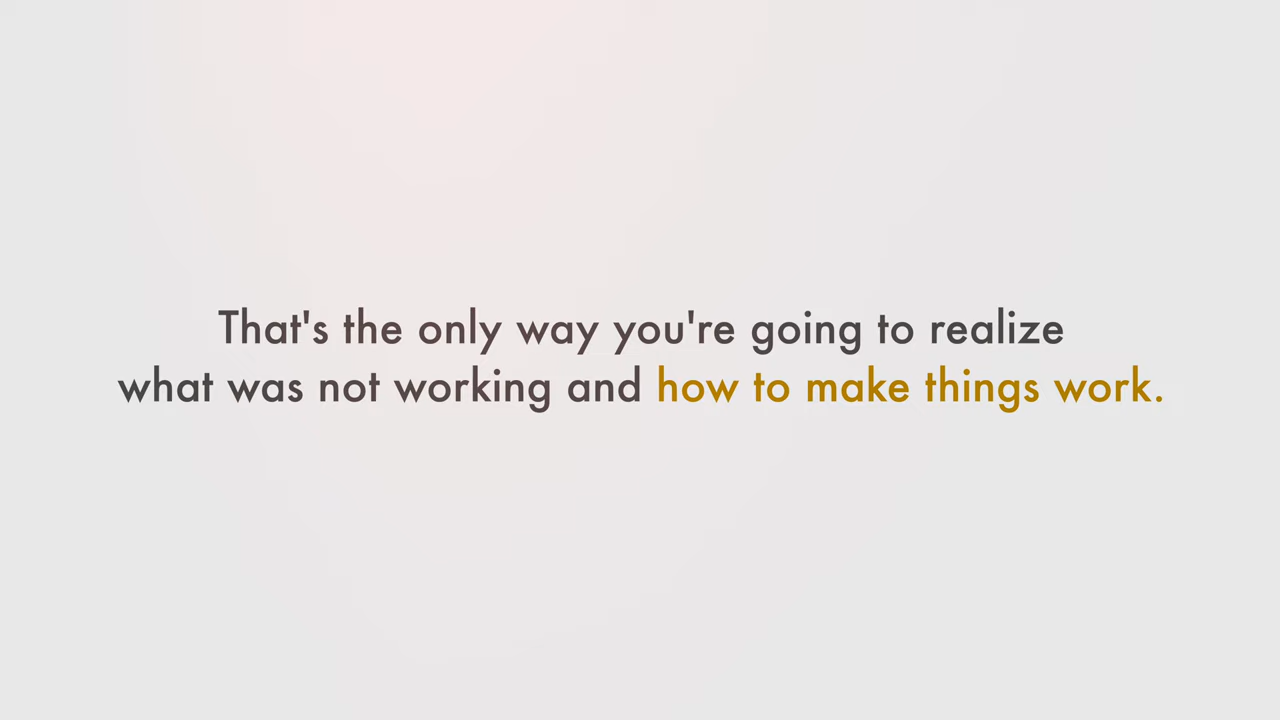 That's the only way you're going to realize
what was not working and how to make things work.